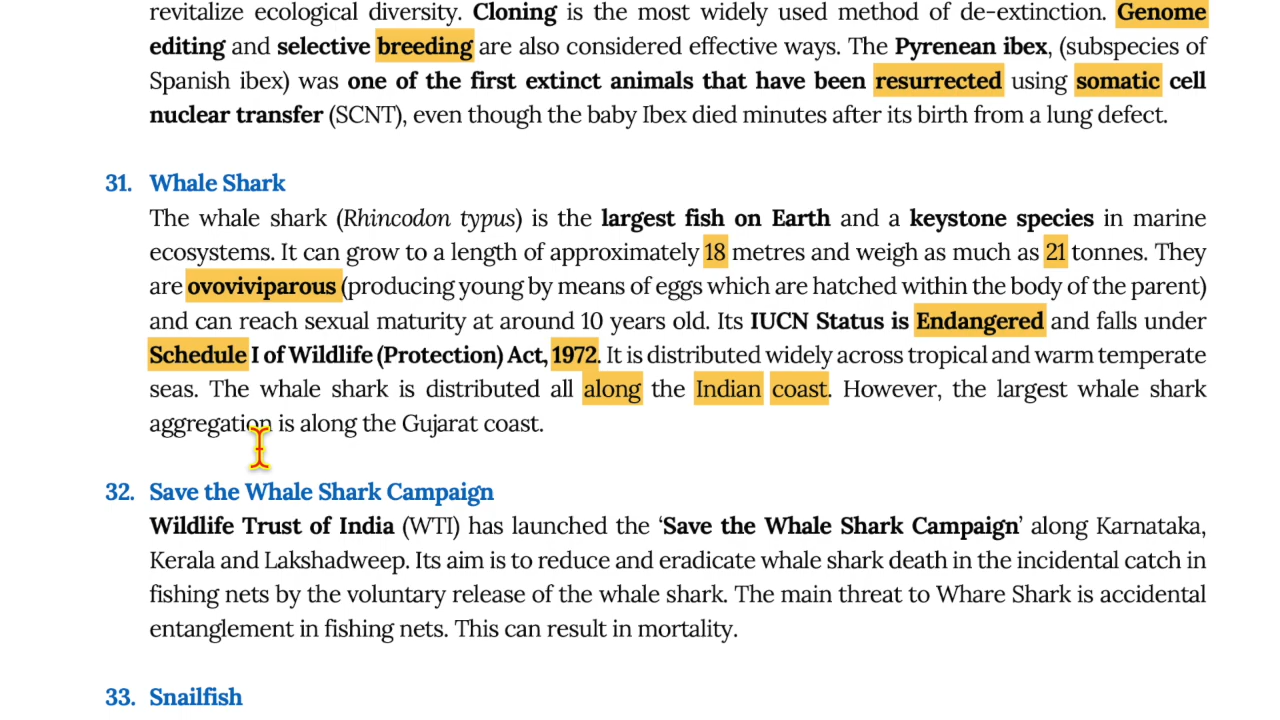 revitalize ecological diversity. Cloning is the most widely used method of de-extinction. Genome
editing and selective breeding are also considered effective ways. The Pyrenean ibex, (subspecies of
Spanish ibex) was one of the first extinct animals that have been resurrected using somatic cell
nuclear transfer (SCNT), even though the baby Ibex died minutes after its birth from a lung defect.
31. Whale Shark
The whale shark (Rhincodon typus) is the largest fish on Earth and a keystone species in marine
ecosystems. It can grow to a length of approximately 18 metres and weigh as much as 21 tonnes. They
are ovoviviparous (producing young by means of eggs which are hatched within the body of the parent)
and can reach sexual maturity at around 10 years old. Its IUCN Status is Endangered and falls under
Schedule I of Wildlife (Protection) Act, 1972. It is distributed widely across tropical and warm temperate
seas. The whale shark is distributed all along the Indian coast. However, the largest whale shark
aggregation is along the Gujarat coast.
32. Save the Whale Shark Campaign
Wildlife Trust of India (WTI) has launched the ‘Save the Whale Shark Campaign’ along Karnataka,
Kerala and Lakshadweep. Its aim is to reduce and eradicate whale shark death in the incidental catch in
fishing nets by the voluntary release of the whale shark. The main threat to Whare Shark is accidental
entanglement in fishing nets. This can result in mortality.
33. Snailfish